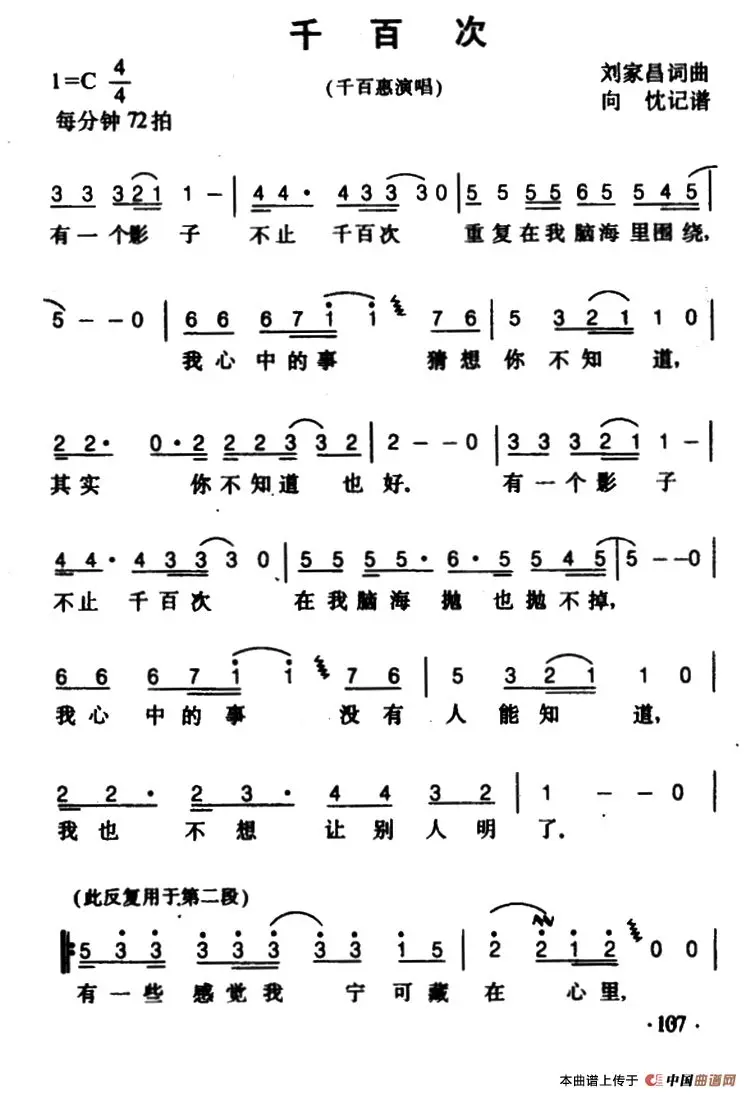 千百次
1=C 4/4
(千百惠演唱)
刘家昌词曲
每分钟72拍
向 忱记谱
3 3 3 2 1 1 - | 4 4· 4 3 3 3 0 | 5 5 5 5 6 5 5 4 5 |
有一个影 子 不止 千百次 重复在我脑海里围绕,
5 - - 0 | 6 6 6 7 i i 7 6 | 5 3 2 1 1 0 |
我心中的事 猜想你不知 道,
2 2· 0·2 2 2 3 3 2 | 2 - - 0 | 3 3 3 2 1 1 - |
其实 你不知道也好. 有一个影 子
4 4· 4 3 3 3 0 | 5 5 5 5· 6·5 5 4 5 | 5 - - 0 |
不止 千百次 在我脑海 抛 也抛不掉,
6 6 6 7 i i 7 6 | 5 3 2 1 1 0 |
我心 中的事 没有 人能知 道,
2 2· 2 3· 4 4 3 2 | 1 - - 0 |
我也 不想 让别人明 了.
(此反复用于第二段)
‖: 5 3 3 3 3 3 3 3 1 5 | 2 2 1 2 0 0 |
有一些 感觉我 宁可藏 在 心里,
·107·
本曲谱上传于 中国曲谱网